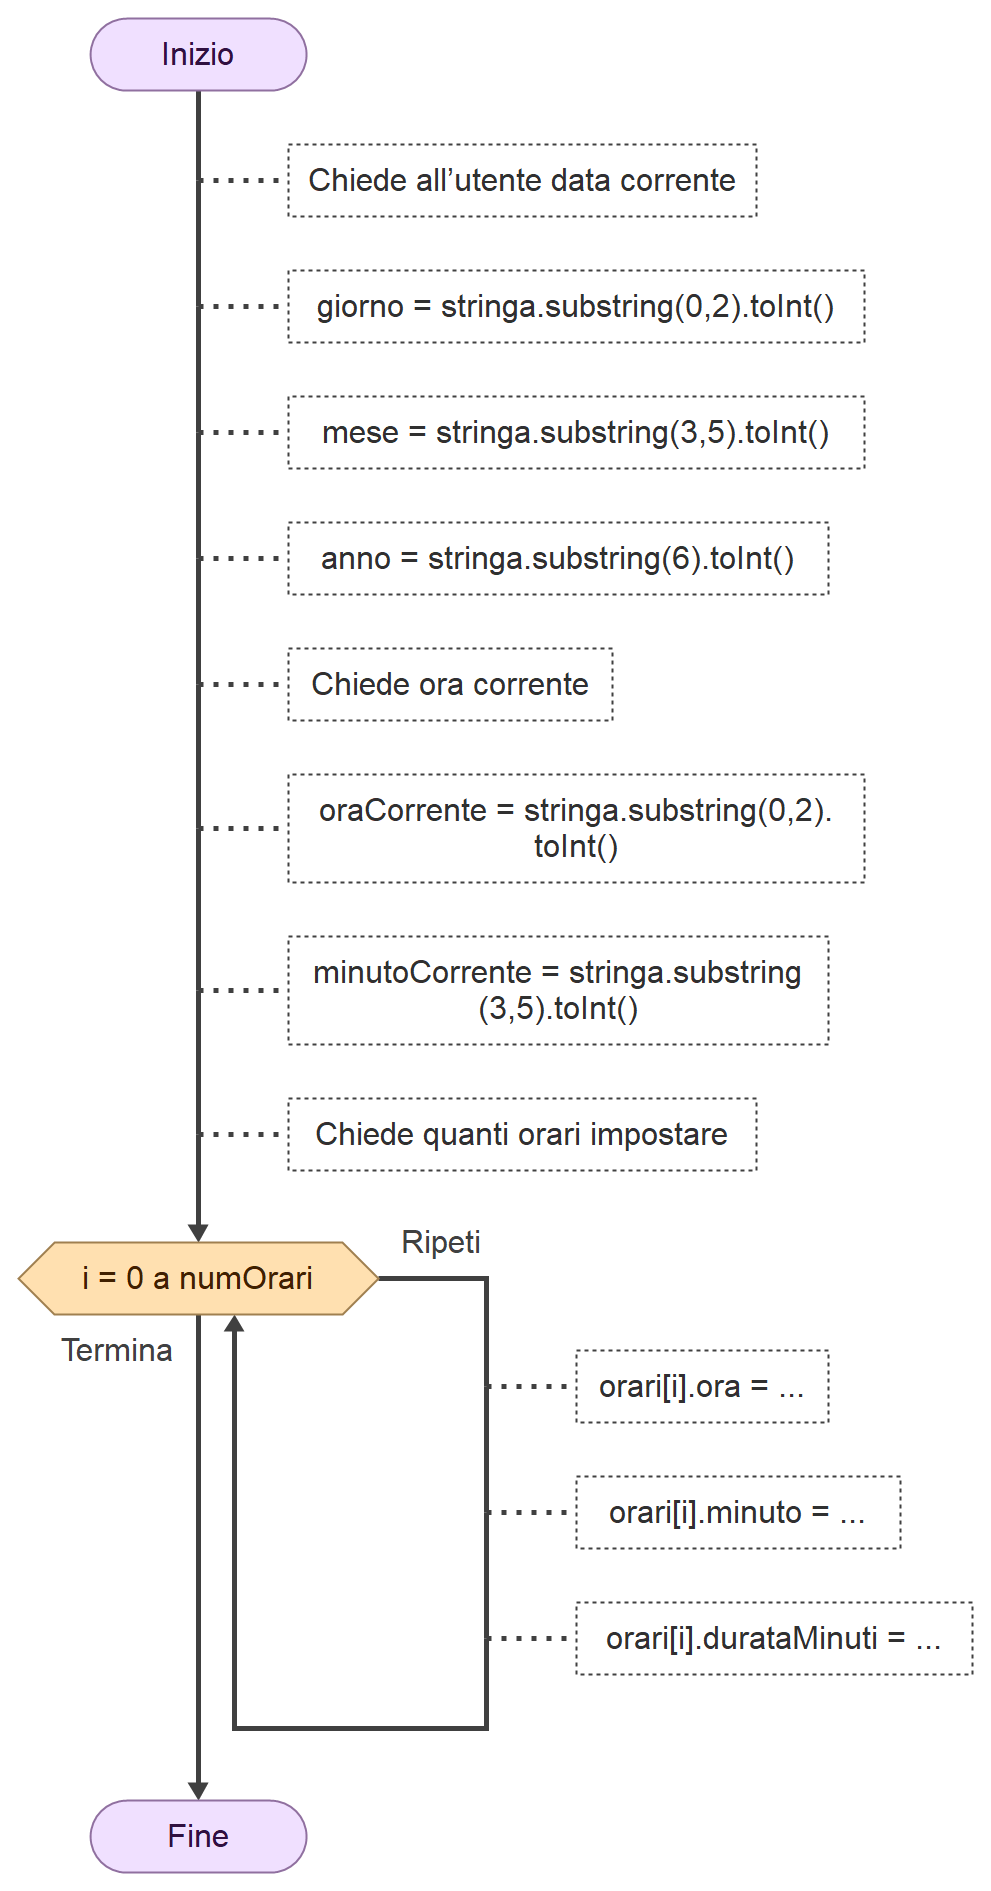 Inizio
Chiede all’utente data corrente
giorno = stringa.substring(0,2).toInt()
mese = stringa.substring(3,5).toInt()
anno = stringa.substring(6).toInt()
Chiede ora corrente
oraCorrente = stringa.substring(0,2).
toInt()
minutoCorrente = stringa.substring
(3,5).toInt()
Chiede quanti orari impostare
Ripeti
i = 0 a numOrari
Termina
orari[i].ora = ...
orari[i].minuto = ...
orari[i].durataMinuti = ...
Fine